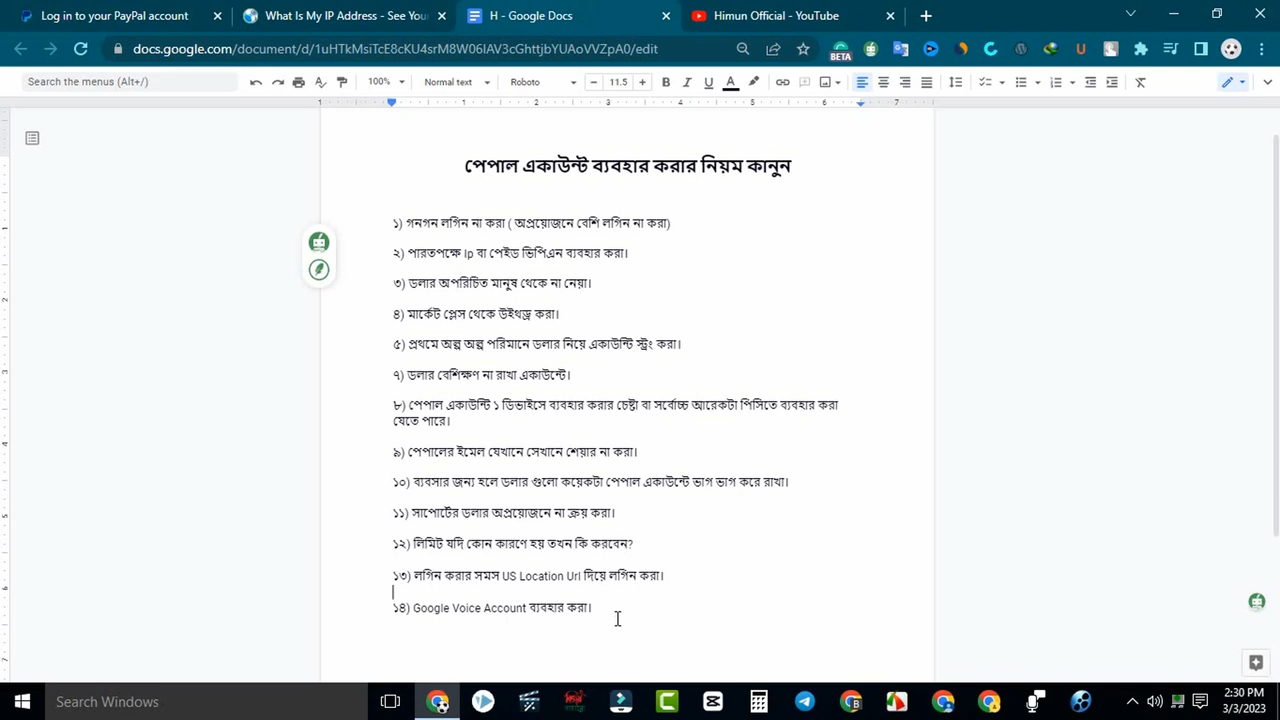 Log in to your PayPal account
What Is My IP Address - See Your
H - Google Docs
Himun Official - YouTube
docs.google.com/document/d/1uHTkMsiTcE8cKU4srM8W06IAV3cGhttjbYUAoVVZpA0/edit
BETA
Search the menus (Alt+/)
100%
Normal text
Roboto
11.5
পেপাল একাউন্ট ব্যবহার করার নিয়ম কানুন
১) গনগন লগিন না করা ( অপ্রয়োজনে বেশি লগিন না করা)
২) পারতপক্ষে Ip বা পেইড ভিপিএন ব্যবহার করা।
৩) ডলার অপরিচিত মানুষ থেকে না নেয়া।
৪) মার্কেট প্লেস থেকে উইথড্র করা।
৫) প্রথমে অল্প অল্প পরিমানে ডলার নিয়ে একাউন্টি স্ট্রং করা।
৭) ডলার বেশিক্ষণ না রাখা একাউন্টে।
৮) পেপাল একাউন্টি ১ ডিভাইসে ব্যবহার করার চেষ্টা বা সর্বোচ্চ আরেকটা পিসিতে ব্যবহার করা
যেতে পারে।
৯) পেপালের ইমেল যেখানে সেখানে শেয়ার না করা।
১০) ব্যবসার জন্য হলে ডলার গুলো কয়েকটা পেপাল একাউন্টে ভাগ ভাগ করে রাখা।
১১) সাপোর্টের ডলার অপ্রয়োজনে না ক্রয় করা।
১২) লিমিট যদি কোন কারণে হয় তখন কি করবেন?
১৩) লগিন করার সমস US Location Url দিয়ে লগিন করা।
১৪) Google Voice Account ব্যবহার করা।
Search Windows
2:30 PM
3/3/2023